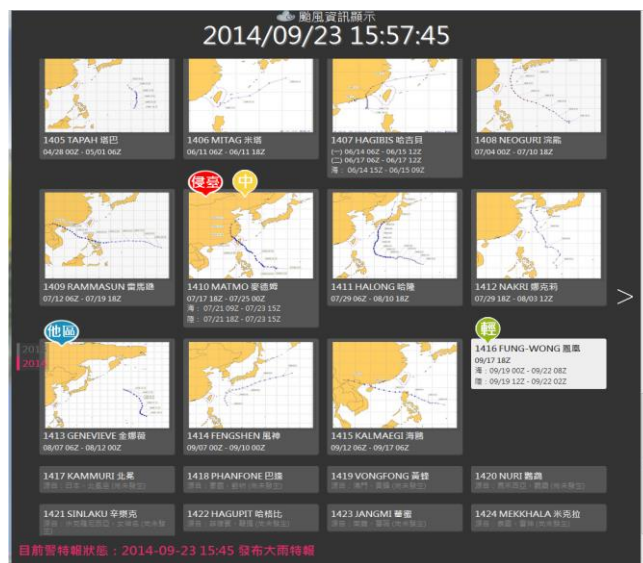 颱風資訊顯示
2014/09/23 15:57:45
1405 TAPAH 塔巴
04/28 00Z - 05/01 06Z
1406 MITAG 米塔
06/11 06Z - 06/11 18Z
1407 HAGIBIS 哈吉貝
(一) 06/14 06Z - 06/15 12Z
(二) 06/17 06Z - 06/17 12Z
海： 06/14 15Z - 06/15 09Z
1408 NEOGURI 浣熊
07/04 00Z - 07/10 18Z
侵臺
中
1409 RAMMASUN 雷馬遜
07/12 06Z - 07/19 18Z
1410 MATMO 麥德姆
07/17 18Z - 07/25 00Z
海： 07/21 09Z - 07/23 15Z
陸： 07/21 18Z - 07/23 15Z
1411 HALONG 哈隆
07/29 06Z - 08/10 18Z
1412 NAKRI 娜克莉
07/29 18Z - 08/03 12Z
>
他區
輕
201
2014
1413 GENEVIEVE 金娜薇
08/07 06Z - 08/12 00Z
1414 FENGSHEN 風神
09/07 00Z - 09/10 00Z
1415 KALMAEGI 海鷗
09/12 06Z - 09/17 06Z
1416 FUNG-WONG 鳳凰
09/17 18Z
海： 09/19 00Z - 09/22 08Z
陸： 09/19 12Z - 09/22 02Z
1417 KAMMURI 北冕
1418 PHANFONE 巴逢
1419 VONGFONG 黃蜂
1420 NURI 鸚鵡
1421 SINLAKU 辛樂克
1422 HAGUPIT 哈格比
1423 JANGMI 薔蜜
1424 MEKKHALA 米克拉
目前警特報狀態：2014-09-23 15:45 發布大雨特報